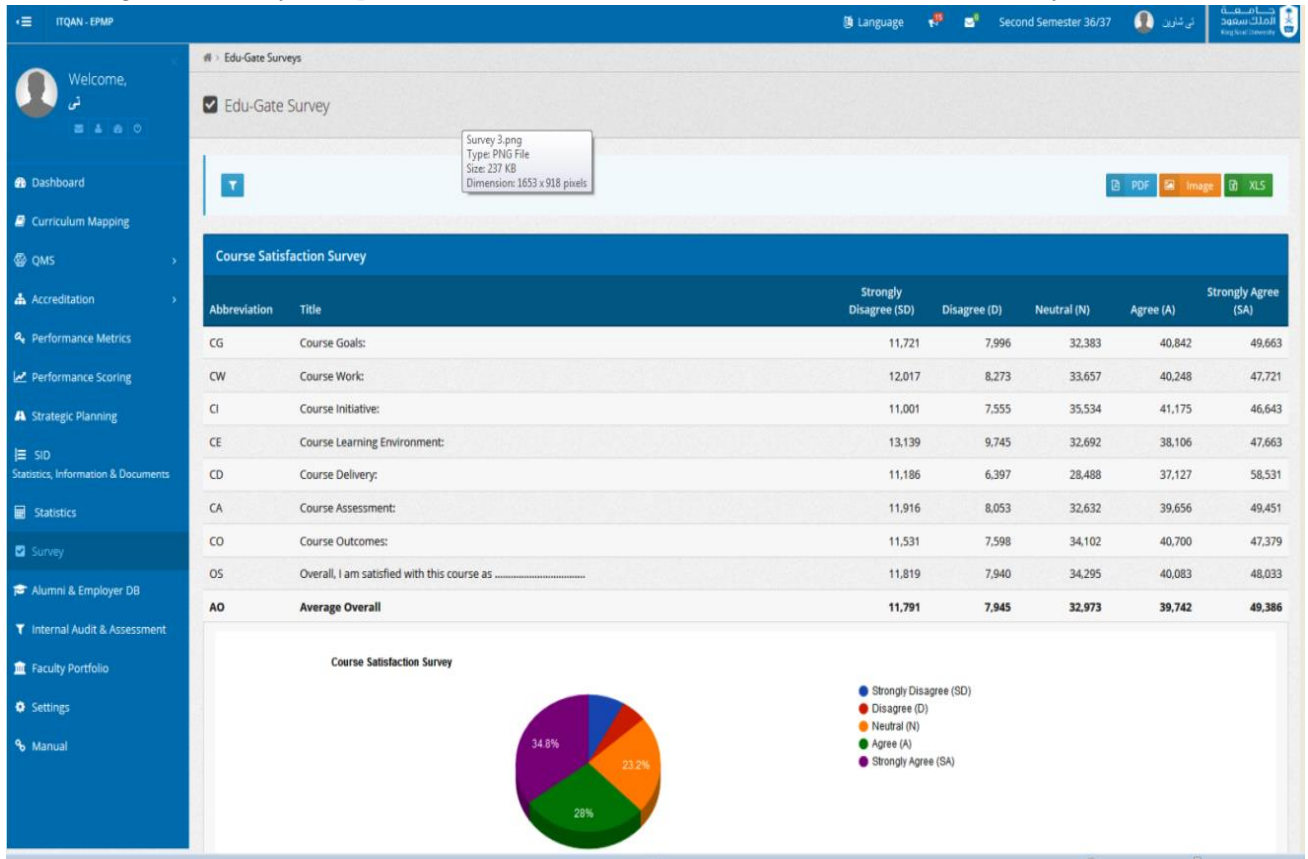 ITQAN - EPMP
Language
Second Semester 36/37
تي شارين
جــامــعــة
الملك سعود
King Saud University
Welcome,
تي
Edu-Gate Surveys
Edu-Gate Survey
Survey 3.png
Type: PNG File
Size: 237 KB
Dimension: 1653 x 918 pixels
PDF Image XLS
Dashboard
Curriculum Mapping
QMS
Accreditation
Performance Metrics
Performance Scoring
Strategic Planning
SID
Statistics, Information & Documents
Statistics
Survey
Alumni & Employer DB
Internal Audit & Assessment
Faculty Portfolio
Settings
Manual
Course Satisfaction Survey
Abbreviation Title Strongly Disagree (SD) Disagree (D) Neutral (N) Agree (A) Strongly Agree (SA)
CG Course Goals: 11,721 7,996 32,383 40,842 49,663
CW Course Work: 12,017 8,273 33,657 40,248 47,721
CI Course Initiative: 11,001 7,555 35,534 41,175 46,643
CE Course Learning Environment: 13,139 9,745 32,692 38,106 47,663
CD Course Delivery: 11,186 6,397 28,488 37,127 58,531
CA Course Assessment: 11,916 8,053 32,632 39,656 49,451
CO Course Outcomes: 11,531 7,598 34,102 40,700 47,379
OS Overall, I am satisfied with this course as .................................. 11,819 7,940 34,295 40,083 48,033
AO Average Overall 11,791 7,945 32,973 39,742 49,386
Course Satisfaction Survey
34.8%
23.2%
28%
Strongly Disagree (SD)
Disagree (D)
Neutral (N)
Agree (A)
Strongly Agree (SA)